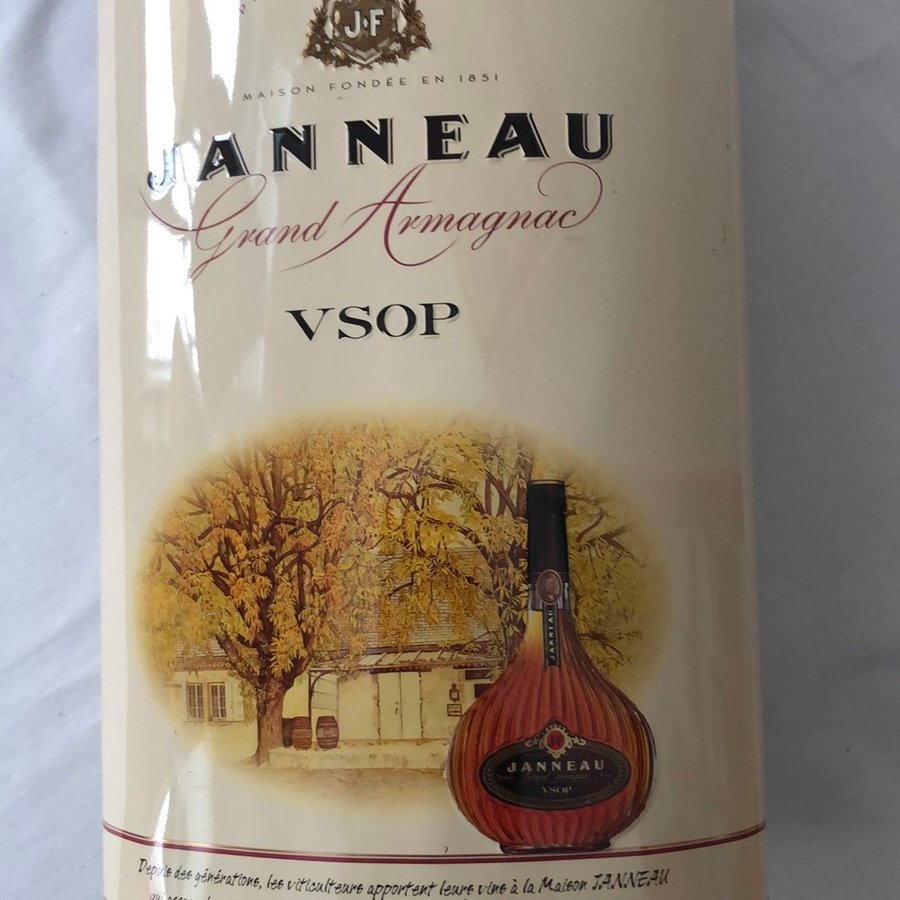 J·F
MAISON FONDÉE EN 1851
JANNEAU
Grand Armagnac
VSOP
JANNEAU
JANNEAU
VSOP
Depuis des générations, les viticulteurs apportent leurs vins à la Maison JANNEAU